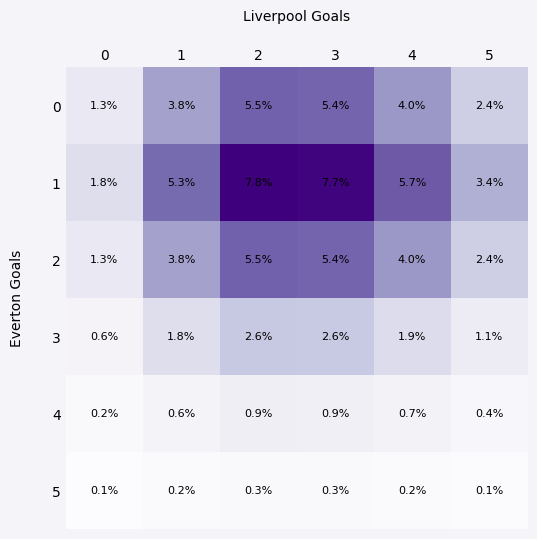 Liverpool Goals
0 1 2 3 4 5
0 1.3% 3.8% 5.5% 5.4% 4.0% 2.4%
1 1.8% 5.3% 7.8% 7.7% 5.7% 3.4%
2 1.3% 3.8% 5.5% 5.4% 4.0% 2.4%
3 0.6% 1.8% 2.6% 2.6% 1.9% 1.1%
4 0.2% 0.6% 0.9% 0.9% 0.7% 0.4%
5 0.1% 0.2% 0.3% 0.3% 0.2% 0.1%
Everton Goals